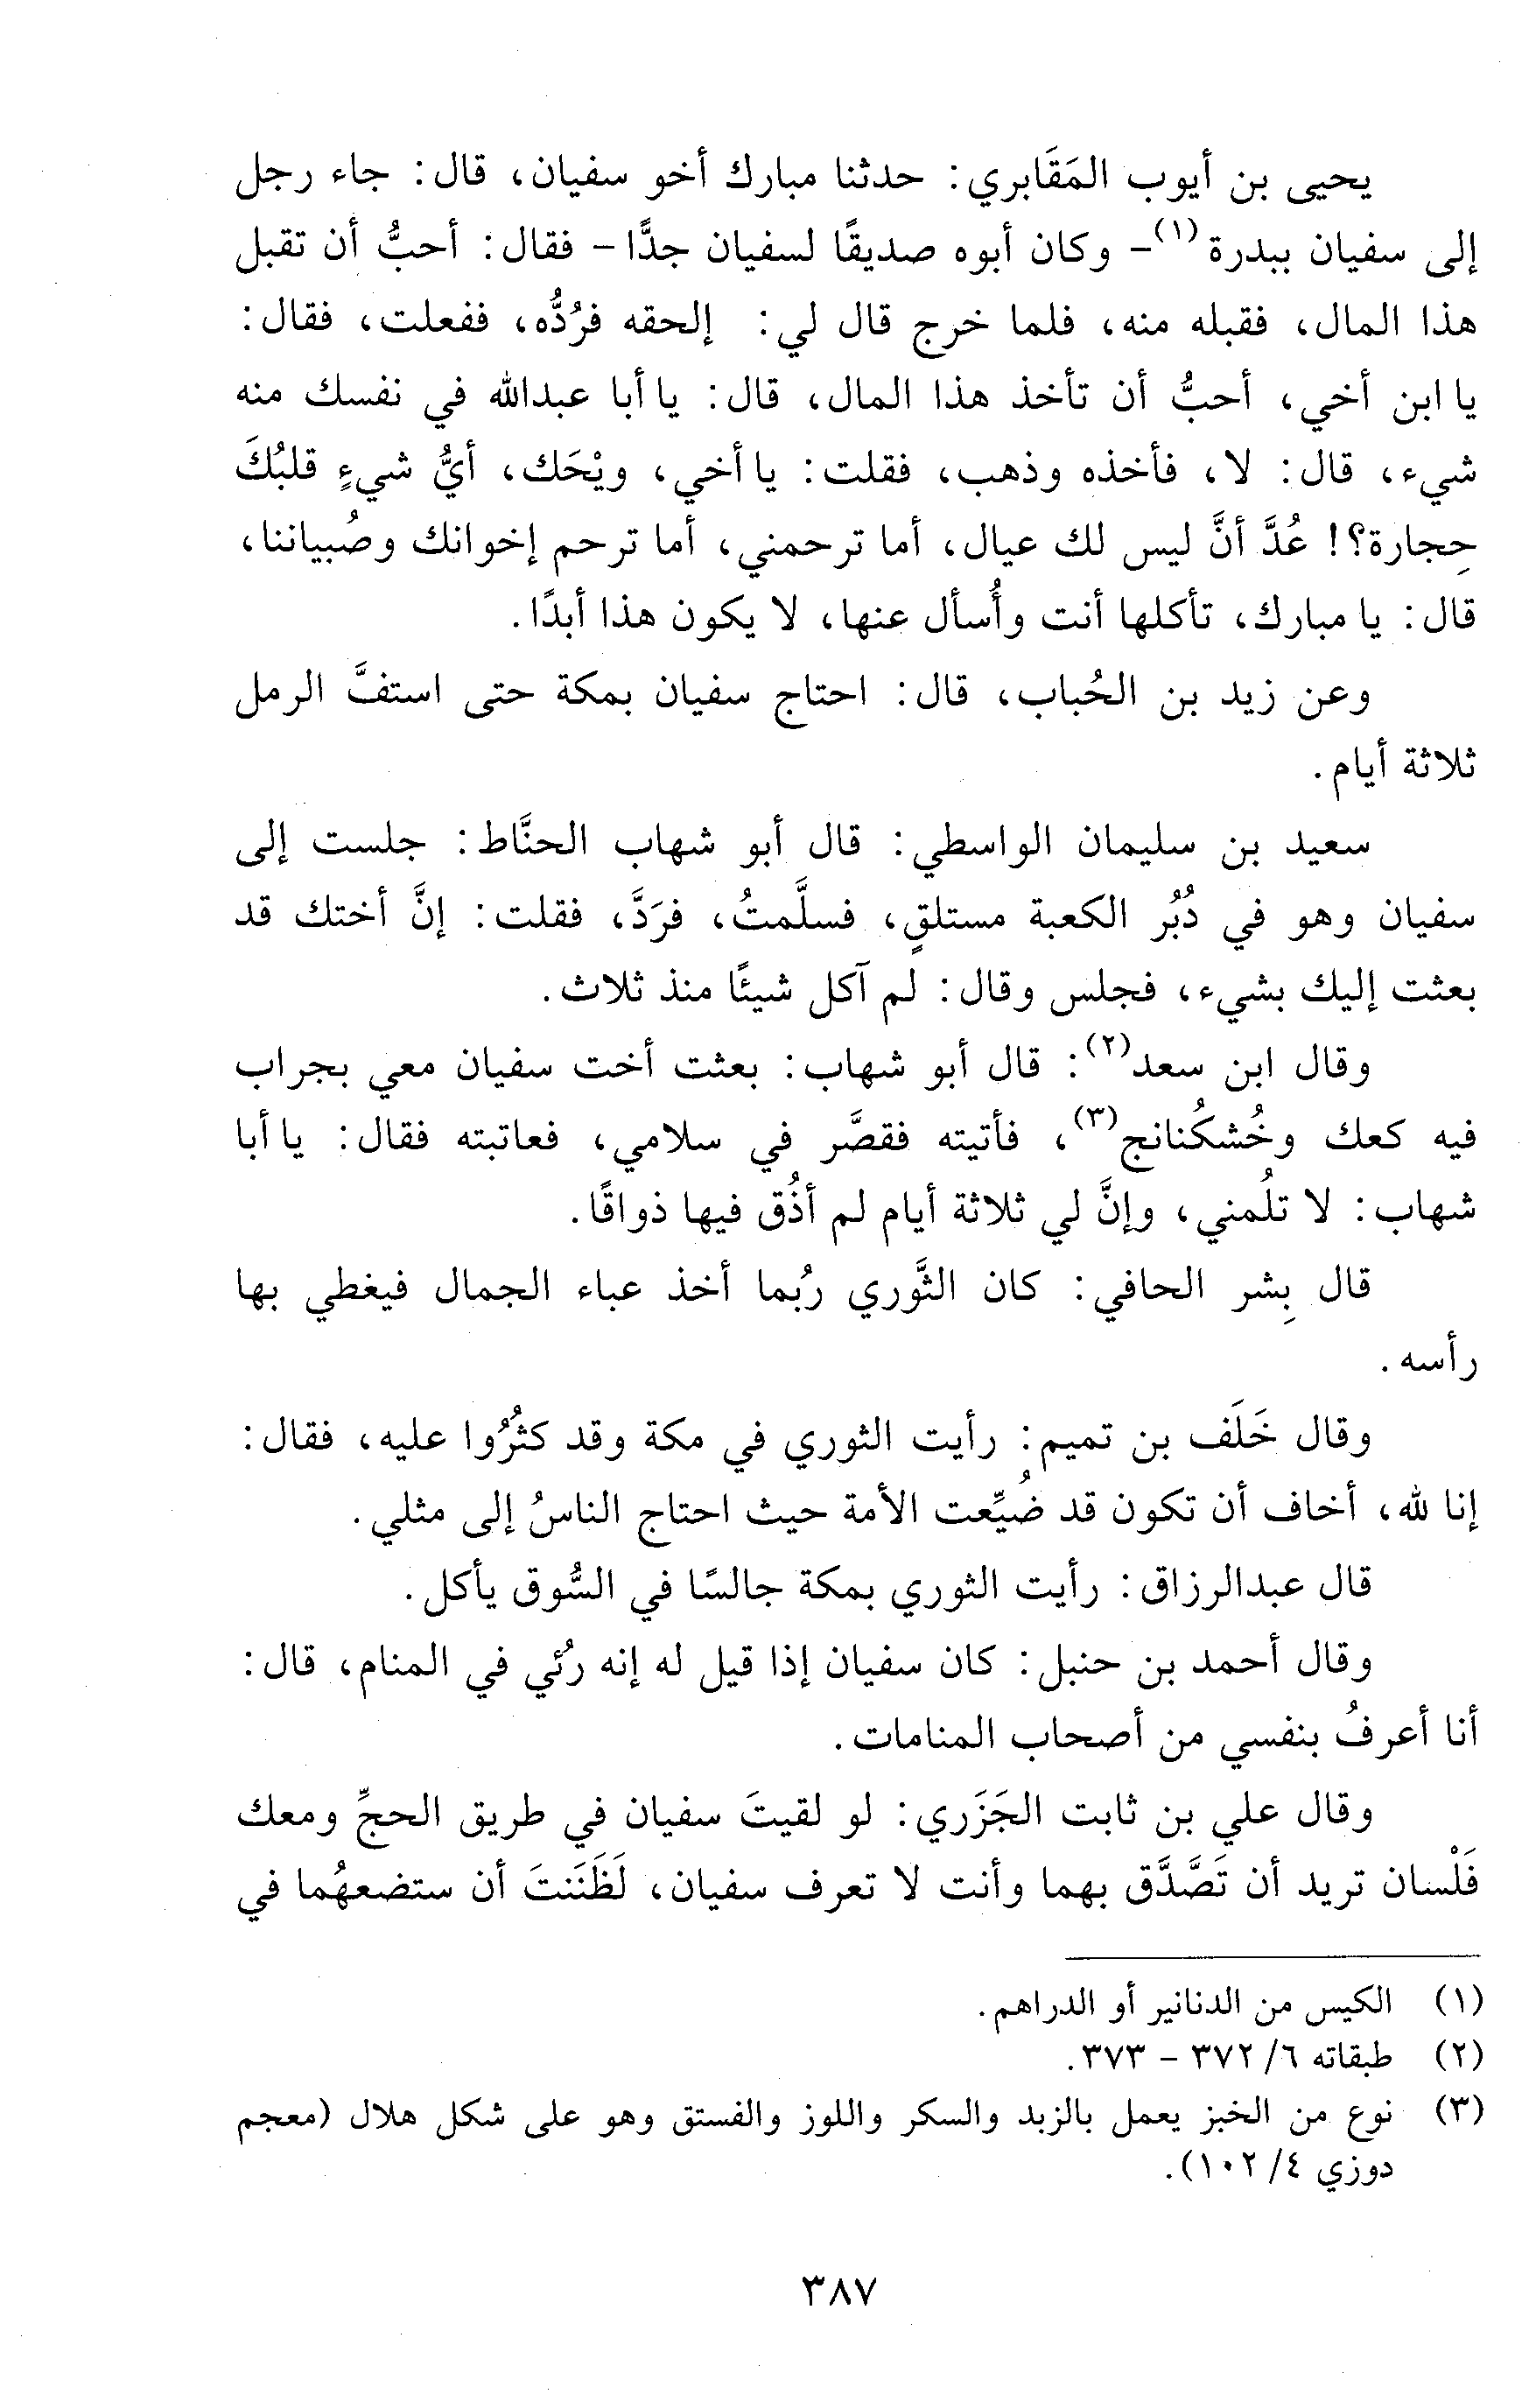 يحيى بن أيوب المَقَابري: حدثنا مبارك أخو سفيان، قال: جاء رجل
إلى سفيان ببدرة(١)- وكان أبوه صديقًا لسفيان جدًّا - فقال: أحبُّ أن تقبل
هذا المال، فقبله منه، فلما خرج قال لي: إلحقه فرُدُّه، ففعلت، فقال:
يا ابن أخي، أحبُّ أن تأخذ هذا المال، قال: يا أبا عبدالله في نفسك منه
شيء، قال: لا، فأخذه وذهب، فقلت: يا أخي، ويْحَك، أيُّ شيءٍ قلبُكَ
حِجارة؟! عُدَّ أنَّ ليس لك عيال، أما ترحمني، أما ترحم إخوانك وصُبياننا،
قال: يا مبارك، تأكلها أنت وأُسأل عنها، لا يكون هذا أبدًا.
وعن زيد بن الحُباب، قال: احتاج سفيان بمكة حتى استفَّ الرمل
ثلاثة أيام.
سعيد بن سليمان الواسطي: قال أبو شهاب الحنَّاط: جلست إلى
سفيان وهو في دُبُر الكعبة مستلقٍ، فسلَّمتُ، فرَدَّ، فقلت: إنَّ أختك قد
بعثت إليك بشيء، فجلس وقال: لم آكل شيئًا منذ ثلاث.
وقال ابن سعد(٢): قال أبو شهاب: بعثت أخت سفيان معي بجراب
فيه كعك وخُشكُنانج(٣)، فأتيته فقصَّر في سلامي، فعاتبته فقال: يا أبا
شهاب: لا تلُمني، وإنَّ لي ثلاثة أيام لم أذُق فيها ذواقًا.
قال بِشر الحافي: كان الثَّوري رُبما أخذ عباء الجمال فيغطي بها
رأسه.
وقال خَلَف بن تميم: رأيت الثوري في مكة وقد كثُرُوا عليه، فقال:
إنا لله، أخاف أن تكون قد ضُيِّعت الأمة حيث احتاج الناسُ إلى مثلي.
قال عبدالرزاق: رأيت الثوري بمكة جالسًا في السُّوق يأكل.
وقال أحمد بن حنبل: كان سفيان إذا قيل له إنه رُئي في المنام، قال:
أنا أعرفُ بنفسي من أصحاب المنامات.
وقال علي بن ثابت الجَزَري: لو لقيتَ سفيان في طريق الحجِّ ومعك
فَلْسان تريد أن تَصَّدَّق بهما وأنت لا تعرف سفيان، لَظَنَنتَ أن ستضعهُما في
(١) الكيس من الدنانير أو الدراهم.
(٢) طبقاته ٦/ ٣٧٢ - ٣٧٣.
(٣) نوع من الخبز يعمل بالزبد والسكر واللوز والفستق وهو على شكل هلال (معجم
دوزي ٤/ ١٠٢).
٣٨٧